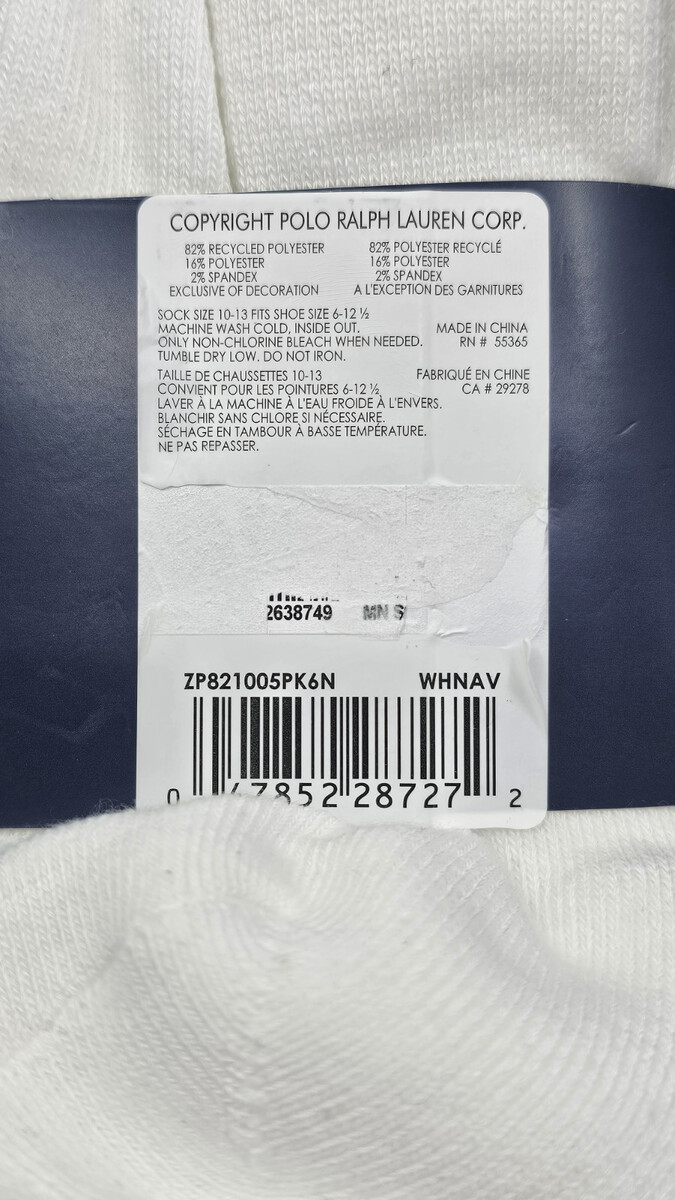 COPYRIGHT POLO RALPH LAUREN CORP.
82% RECYCLED POLYESTER
16% POLYESTER
2% SPANDEX
EXCLUSIVE OF DECORATION
82% POLYESTER RECYCLÉ
16% POLYESTER
2% SPANDEX
A L'EXCEPTION DES GARNITURES
SOCK SIZE 10-13 FITS SHOE SIZE 6-12 ½
MACHINE WASH COLD, INSIDE OUT.
ONLY NON-CHLORINE BLEACH WHEN NEEDED.
TUMBLE DRY LOW. DO NOT IRON.
MADE IN CHINA
RN # 55365
TAILLE DE CHAUSSETTES 10-13
CONVIENT POUR LES POINTURES 6-12 ½
LAVER À LA MACHINE À L'EAU FROIDE À L'ENVERS.
BLANCHIR SANS CHLORE SI NÉCESSAIRE.
SÉCHAGE EN TAMBOUR À BASSE TEMPÉRATURE.
NE PAS REPASSER.
FABRIQUÉ EN CHINE
CA # 29278
2638749 MN
ZP821005PK6N WHNAV
0 47852 28727 2